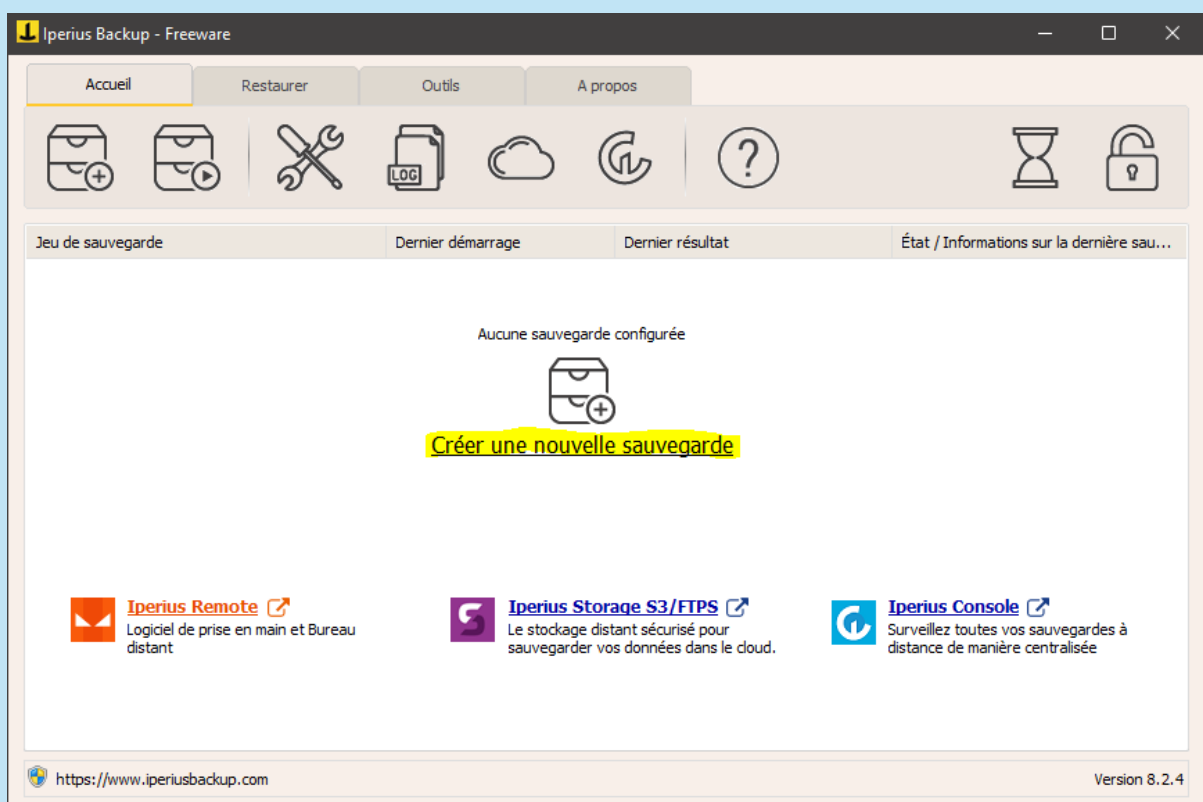 Iperius Backup - Freeware
Accueil
Restaurer
Outils
A propos
LOG
?
Jeu de sauvegarde
Dernier démarrage
Dernier résultat
État / Informations sur la dernière sau...
Aucune sauvegarde configurée
Créer une nouvelle sauvegarde
Iperius Remote
Logiciel de prise en main et Bureau
distant
Iperius Storage S3/FTPS
Le stockage distant sécurisé pour
sauvegarder vos données dans le cloud.
Iperius Console
Surveillez toutes vos sauvegardes à
distance de manière centralisée
https://www.iperiusbackup.com
Version 8.2.4